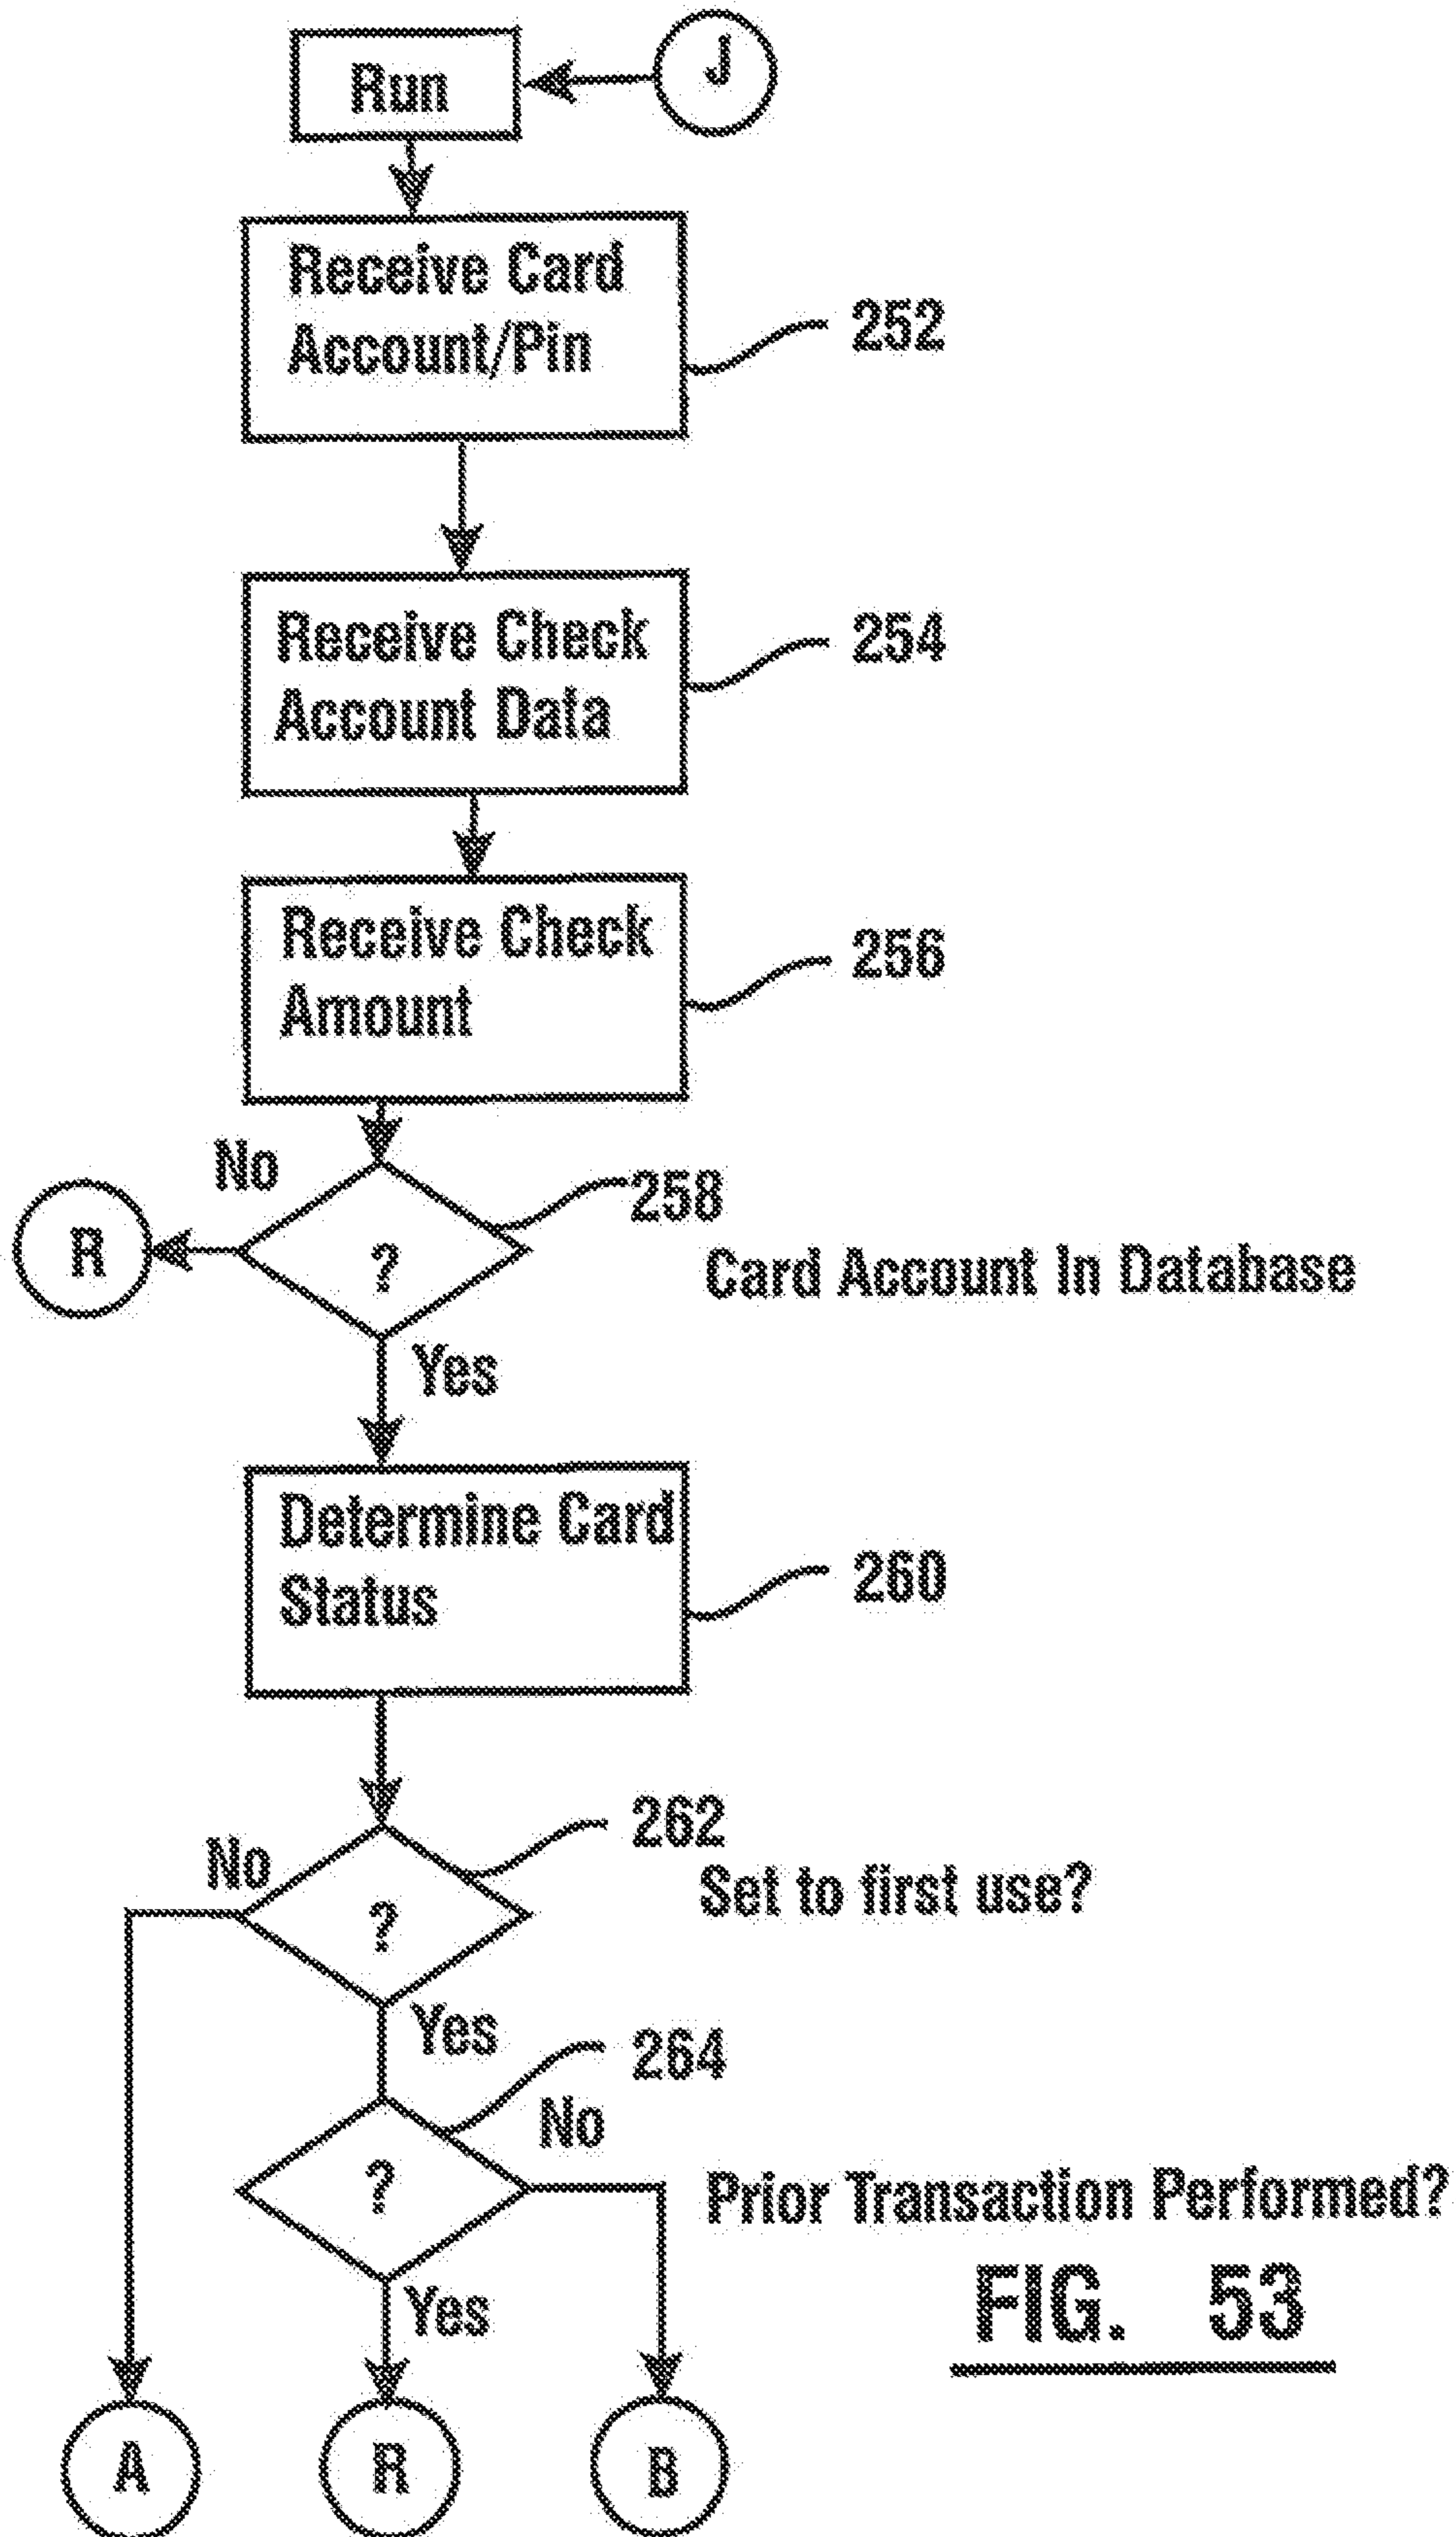 Run
J
Receive Card
Account/Pin
252
Receive Check
Account Data
254
Receive Check
Amount
256
No
258
R
?
Card Account In Database
Yes
Determine Card
Status
260
262
No
Set to first use?
?
Yes
264
No
?
Prior Transaction Performed?
FIG. 53
Yes
A
R
B